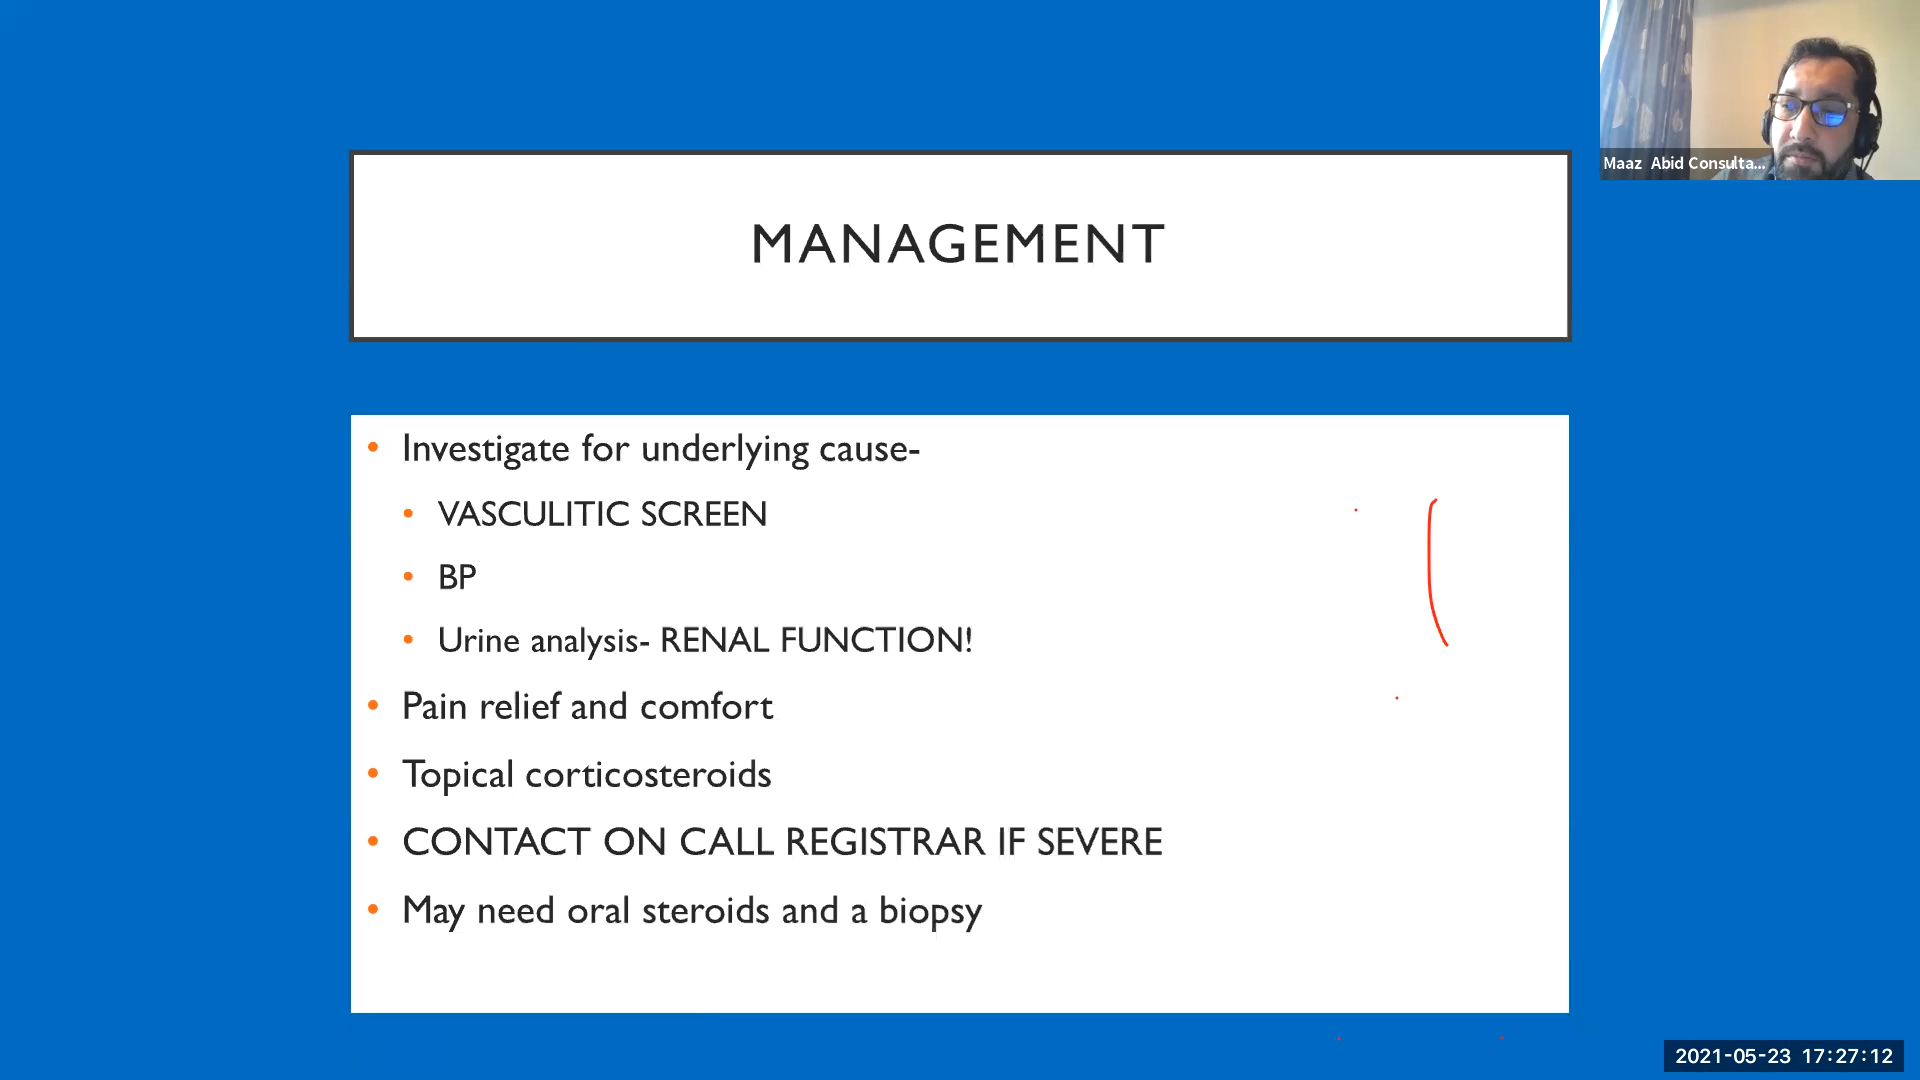 Maaz Abid Consulta...
MANAGEMENT
• Investigate for underlying cause-
• VASCULITIC SCREEN
• BP
• Urine analysis- RENAL FUNCTION!
• Pain relief and comfort
• Topical corticosteroids
• CONTACT ON CALL REGISTRAR IF SEVERE
• May need oral steroids and a biopsy
2021-05-23 17:27:12